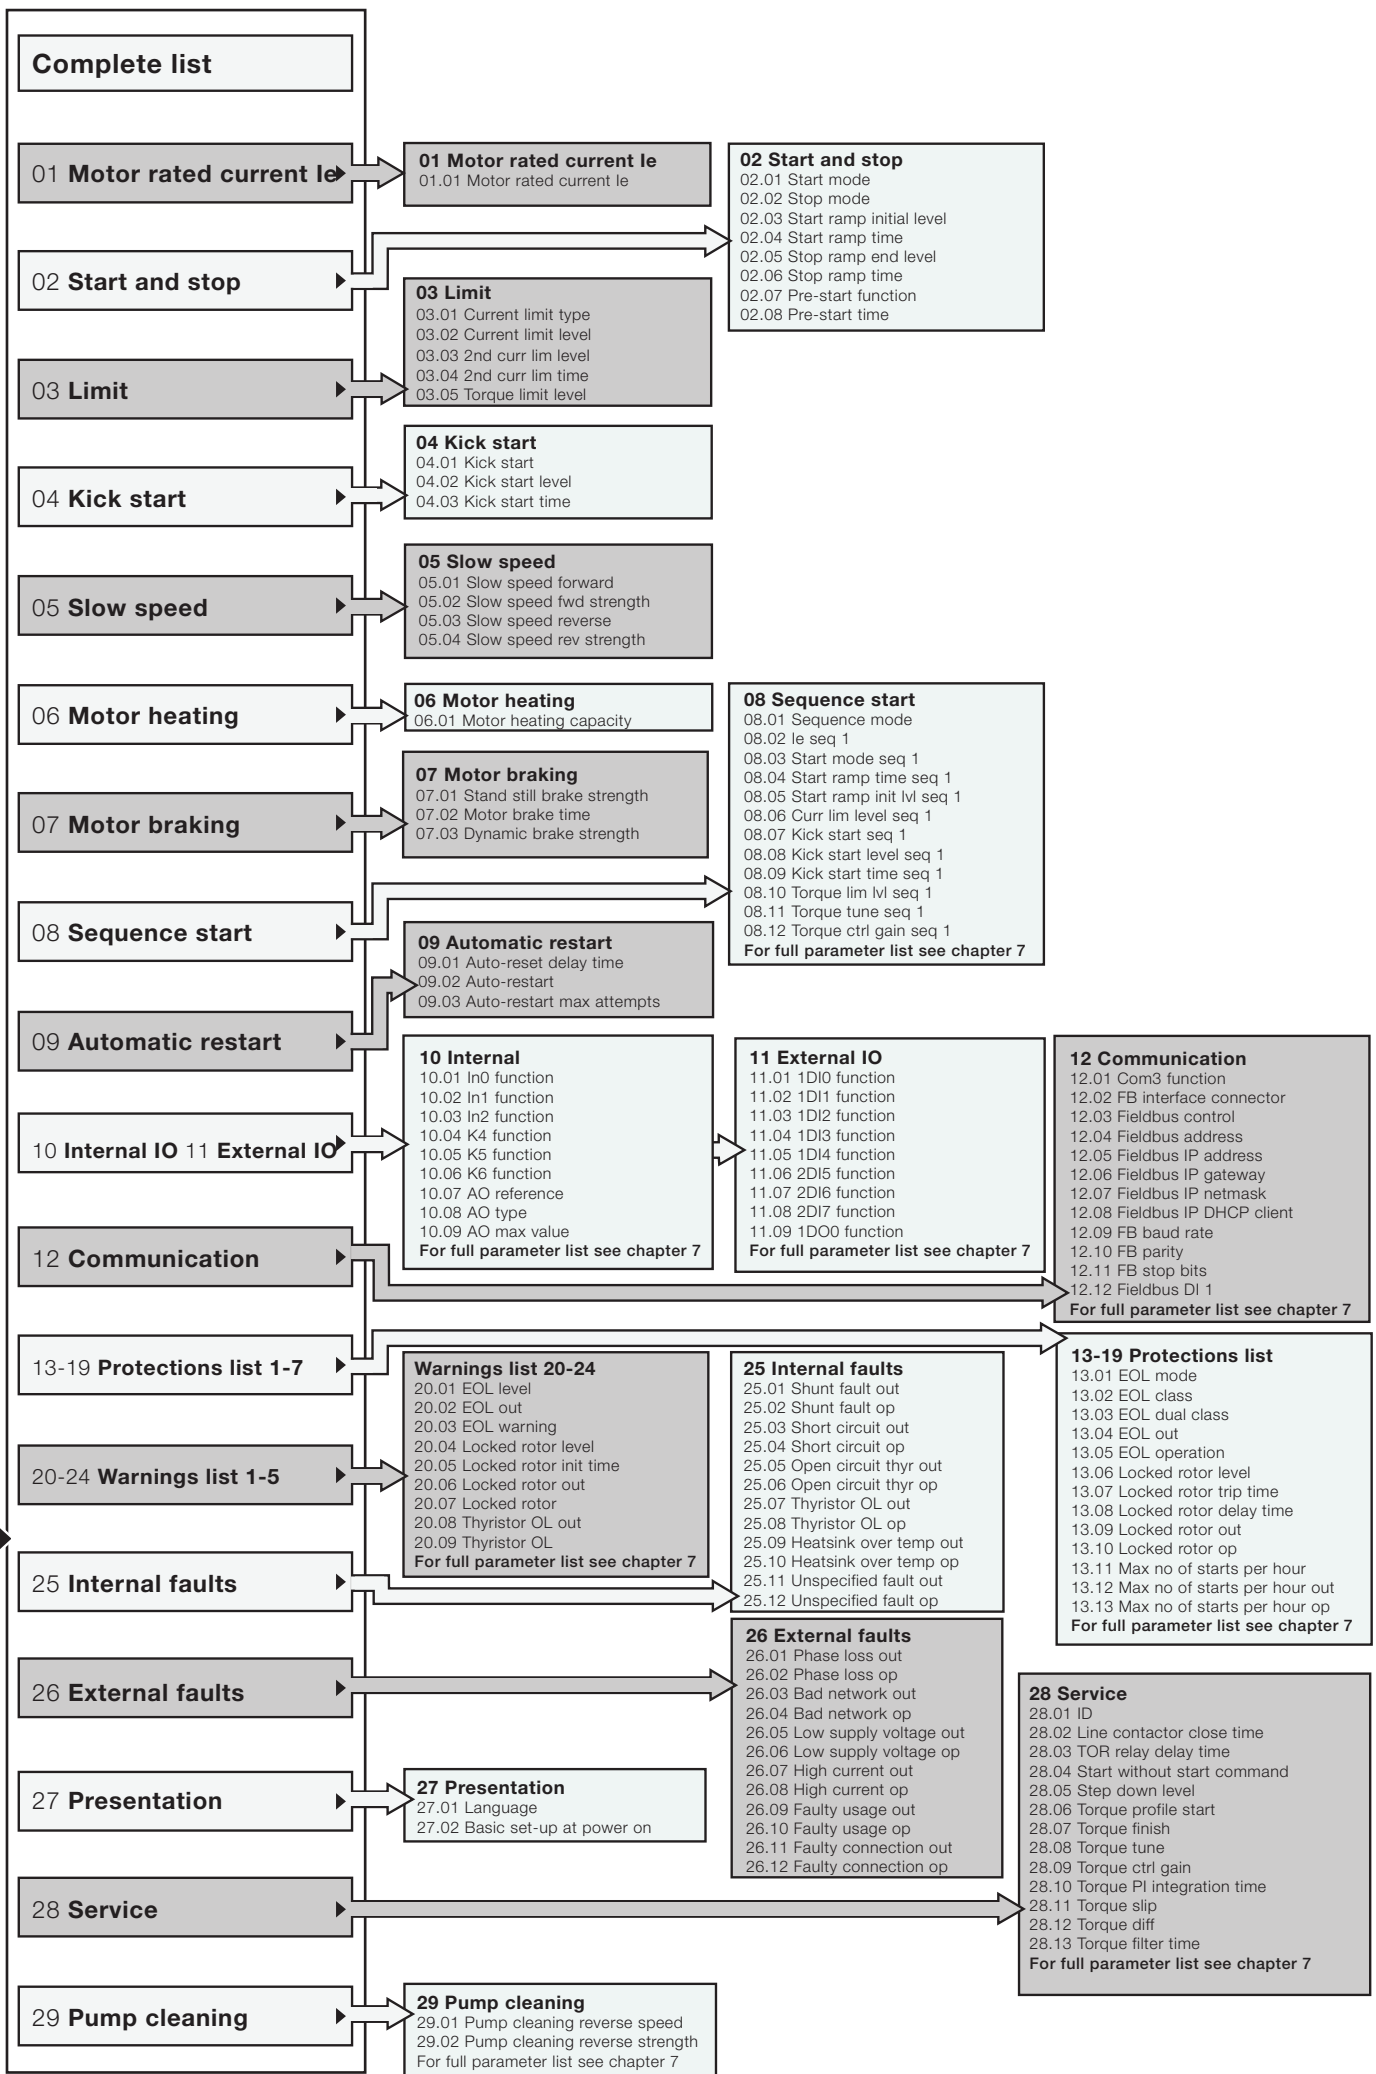 Complete list
01 Motor rated current Ie
01 Motor rated current Ie
01.01 Motor rated current Ie
02 Start and stop
02 Start and stop
02.01 Start mode
02.02 Stop mode
02.03 Start ramp initial level
02.04 Start ramp time
02.05 Stop ramp end level
02.06 Stop ramp time
02.07 Pre-start function
02.08 Pre-start time
03 Limit
03 Limit
03.01 Current limit type
03.02 Current limit level
03.03 2nd curr lim level
03.04 2nd curr lim time
03.05 Torque limit level
04 Kick start
04 Kick start
04.01 Kick start
04.02 Kick start level
04.03 Kick start time
05 Slow speed
05 Slow speed
05.01 Slow speed forward
05.02 Slow speed fwd strength
05.03 Slow speed reverse
05.04 Slow speed rev strength
06 Motor heating
06 Motor heating
06.01 Motor heating capacity
07 Motor braking
07 Motor braking
07.01 Stand still brake strength
07.02 Motor brake time
07.03 Dynamic brake strength
08 Sequence start
08 Sequence start
08.01 Sequence mode
08.02 Ie seq 1
08.03 Start mode seq 1
08.04 Start ramp time seq 1
08.05 Start ramp init lvl seq 1
08.06 Curr lim level seq 1
08.07 Kick start seq 1
08.08 Kick start level seq 1
08.09 Kick start time seq 1
08.10 Torque lim lvl seq 1
08.11 Torque tune seq 1
08.12 Torque ctrl gain seq 1
For full parameter list see chapter 7
09 Automatic restart
09 Automatic restart
09.01 Auto-reset delay time
09.02 Auto-restart
09.03 Auto-restart max attempts
10 Internal IO 11 External IO
10 Internal
10.01 In0 function
10.02 In1 function
10.03 In2 function
10.04 K4 function
10.05 K5 function
10.06 K6 function
10.07 AO reference
10.08 AO type
10.09 AO max value
For full parameter list see chapter 7
11 External IO
11.01 1DI0 function
11.02 1DI1 function
11.03 1DI2 function
11.04 1DI3 function
11.05 1DI4 function
11.06 2DI5 function
11.07 2DI6 function
11.08 2DI7 function
11.09 1DO0 function
For full parameter list see chapter 7
12 Communication
12 Communication
12.01 Com3 function
12.02 FB interface connector
12.03 Fieldbus control
12.04 Fieldbus address
12.05 Fieldbus IP address
12.06 Fieldbus IP gateway
12.07 Fieldbus IP netmask
12.08 Fieldbus IP DHCP client
12.09 FB baud rate
12.10 FB parity
12.11 FB stop bits
12.12 Fieldbus DI 1
For full parameter list see chapter 7
13-19 Protections list 1-7
13-19 Protections list
13.01 EOL mode
13.02 EOL class
13.03 EOL dual class
13.04 EOL out
13.05 EOL operation
13.06 Locked rotor level
13.07 Locked rotor trip time
13.08 Locked rotor delay time
13.09 Locked rotor out
13.10 Locked rotor op
13.11 Max no of starts per hour
13.12 Max no of starts per hour out
13.13 Max no of starts per hour op
For full parameter list see chapter 7
20-24 Warnings list 1-5
Warnings list 20-24
20.01 EOL level
20.02 EOL out
20.03 EOL warning
20.04 Locked rotor level
20.05 Locked rotor init time
20.06 Locked rotor out
20.07 Locked rotor
20.08 Thyristor OL out
20.09 Thyristor OL
For full parameter list see chapter 7
25 Internal faults
25 Internal faults
25.01 Shunt fault out
25.02 Shunt fault op
25.03 Short circuit out
25.04 Short circuit op
25.05 Open circuit thyr out
25.06 Open circuit thyr op
25.07 Thyristor OL out
25.08 Thyristor OL op
25.09 Heatsink over temp out
25.10 Heatsink over temp op
25.11 Unspecified fault out
25.12 Unspecified fault op
26 External faults
26 External faults
26.01 Phase loss out
26.02 Phase loss op
26.03 Bad network out
26.04 Bad network op
26.05 Low supply voltage out
26.06 Low supply voltage op
26.07 High current out
26.08 High current op
26.09 Faulty usage out
26.10 Faulty usage op
26.11 Faulty connection out
26.12 Faulty connection op
27 Presentation
27 Presentation
27.01 Language
27.02 Basic set-up at power on
28 Service
28 Service
28.01 ID
28.02 Line contactor close time
28.03 TOR relay delay time
28.04 Start without start command
28.05 Step down level
28.06 Torque profile start
28.07 Torque finish
28.08 Torque tune
28.09 Torque ctrl gain
28.10 Torque PI integration time
28.11 Torque slip
28.12 Torque diff
28.13 Torque filter time
For full parameter list see chapter 7
29 Pump cleaning
29 Pump cleaning
29.01 Pump cleaning reverse speed
29.02 Pump cleaning reverse strength
For full parameter list see chapter 7